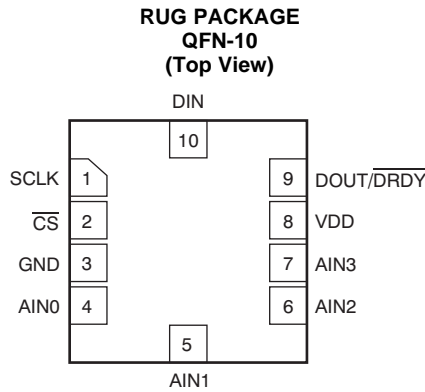 RUG PACKAGE
QFN-10
(Top View)
DIN
10
SCLK 1 9 DOUT/DRDY
CS 2 8 VDD
GND 3 7 AIN3
AIN0 4 6 AIN2
5
AIN1